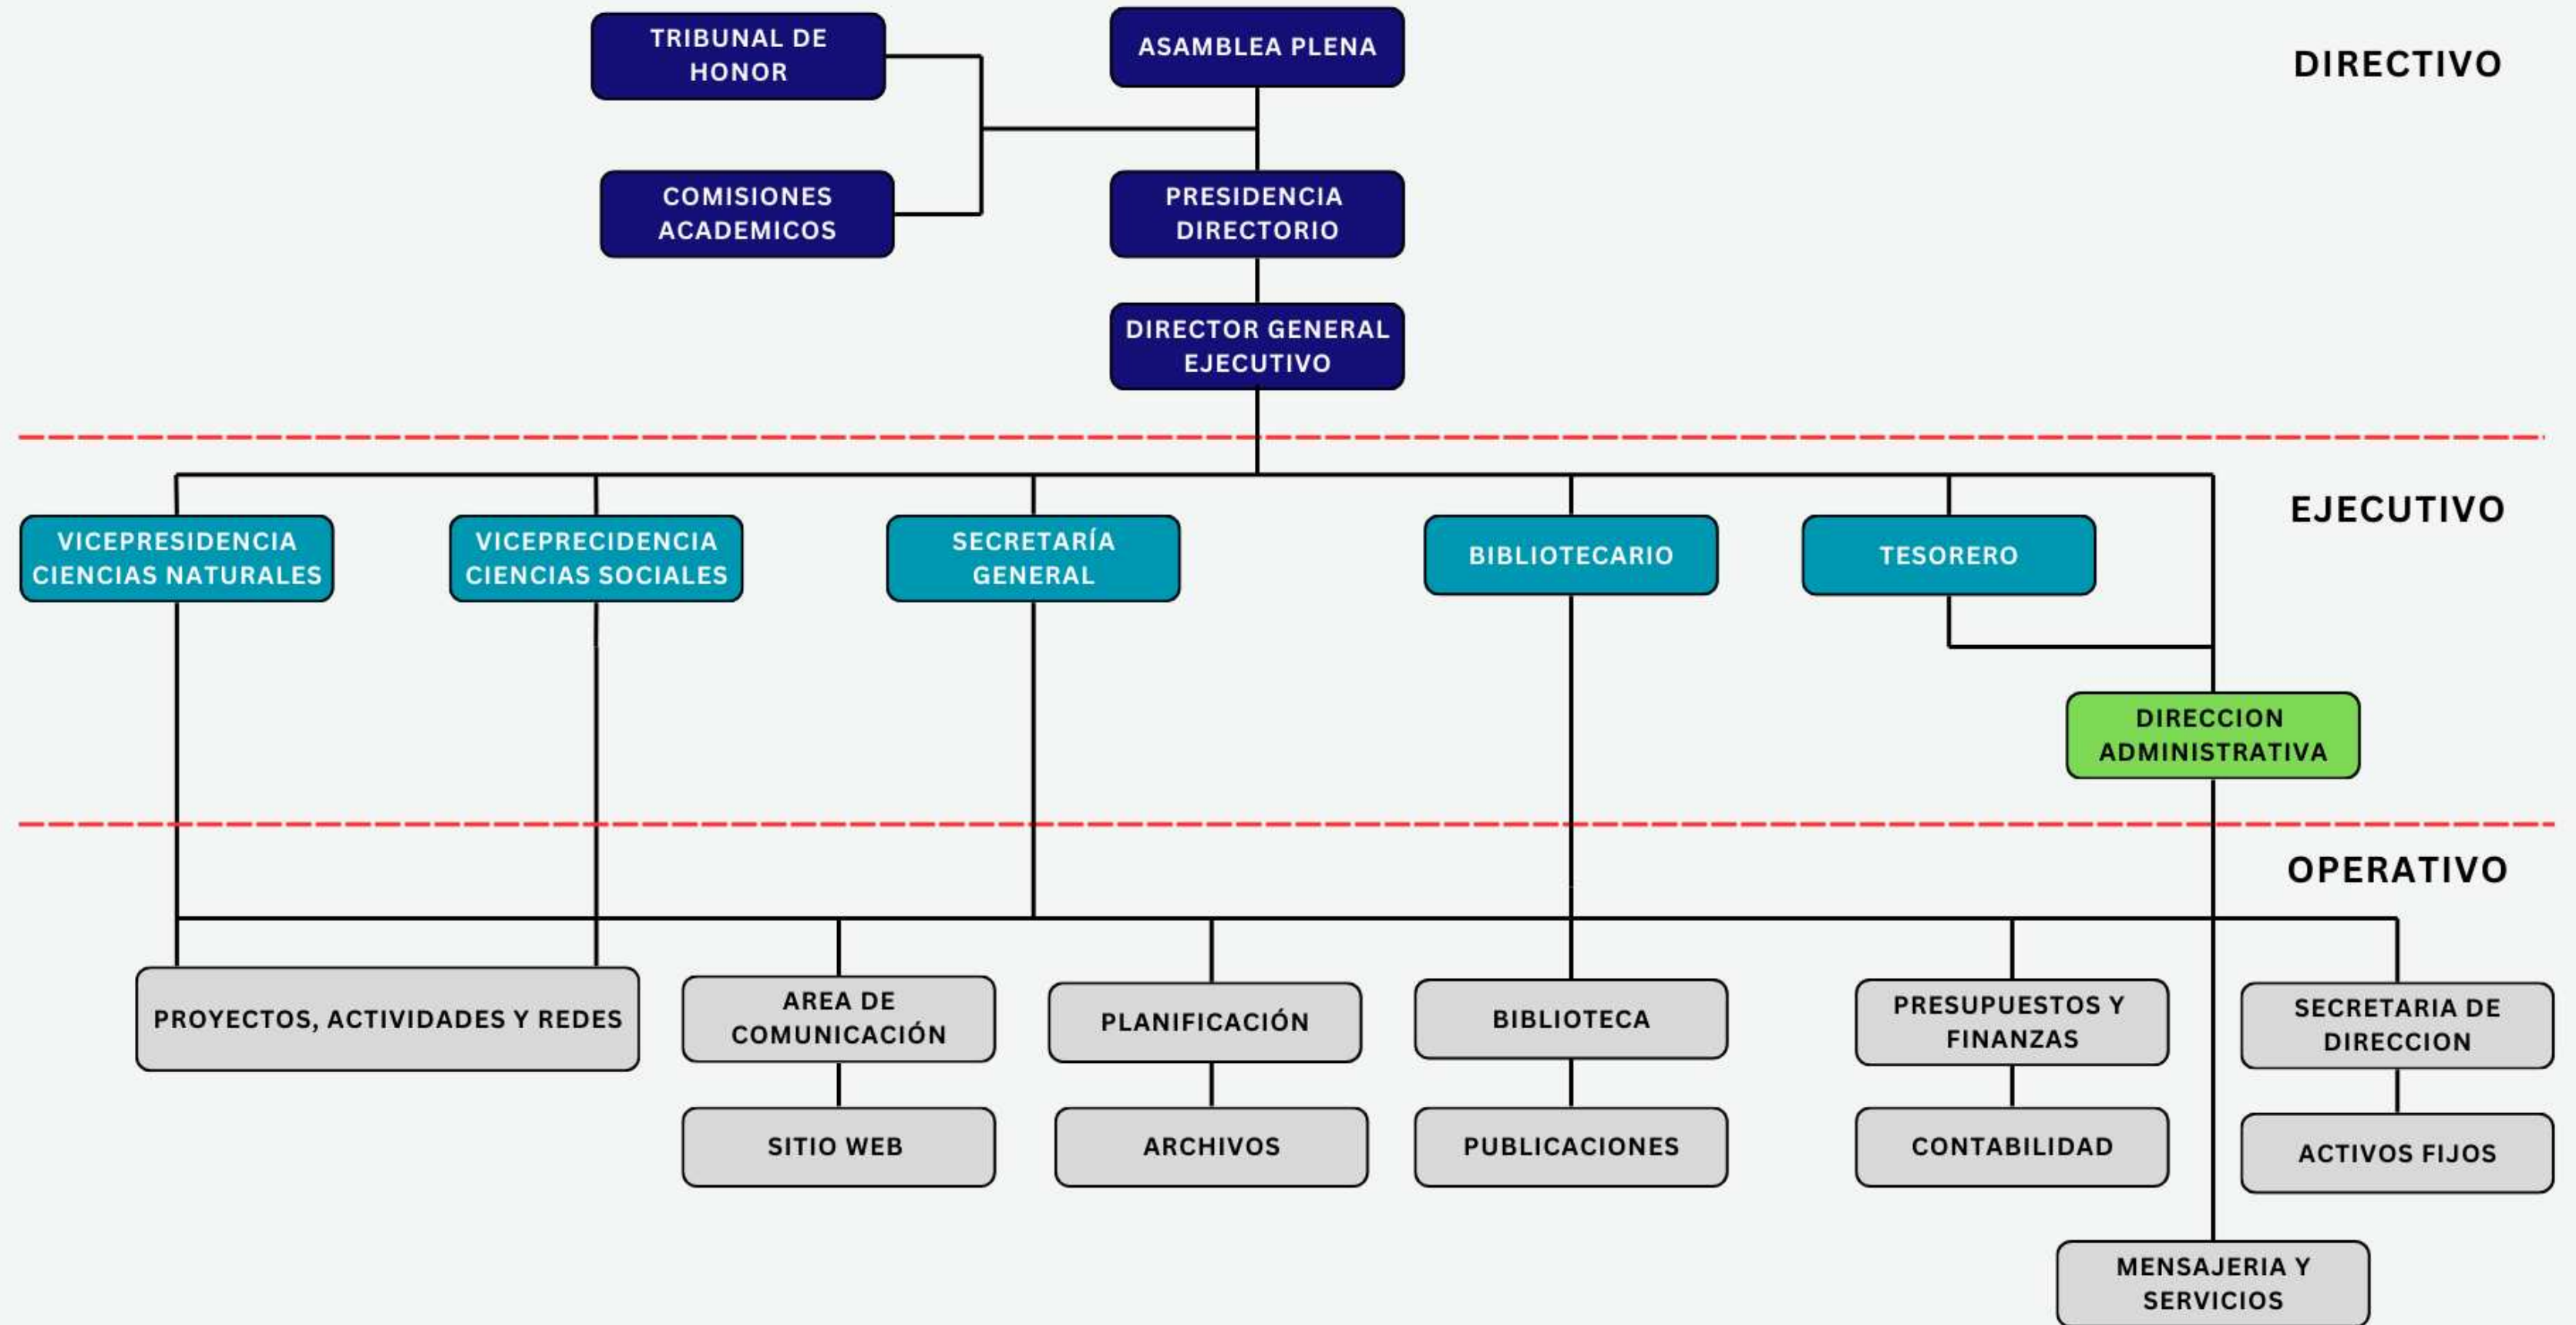 TRIBUNAL DE
HONOR
ASAMBLEA PLENA
DIRECTIVO
COMISIONES
ACADEMICOS
PRESIDENCIA
DIRECTORIO
DIRECTOR GENERAL
EJECUTIVO
EJECUTIVO
VICEPRESIDENCIA
CIENCIAS NATURALES
VICEPRECIDENCIA
CIENCIAS SOCIALES
SECRETARÍA
GENERAL
BIBLIOTECARIO
TESORERO
DIRECCION
ADMINISTRATIVA
OPERATIVO
PROYECTOS, ACTIVIDADES Y REDES
AREA DE
COMUNICACIÓN
PLANIFICACIÓN
BIBLIOTECA
PRESUPUESTOS Y
FINANZAS
SECRETARIA DE
DIRECCION
SITIO WEB
ARCHIVOS
PUBLICACIONES
CONTABILIDAD
ACTIVOS FIJOS
MENSAJERIA Y
SERVICIOS